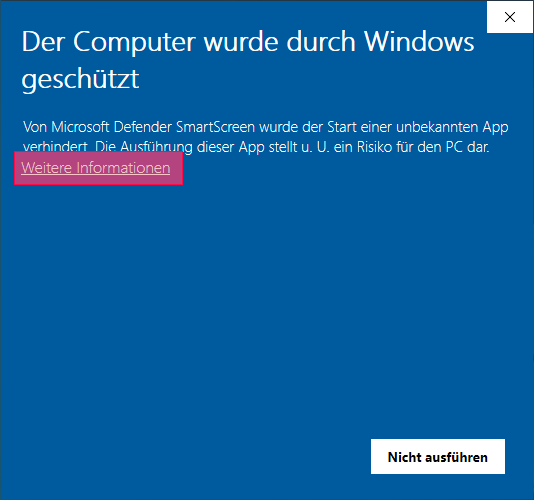 Der Computer wurde durch Windows
geschützt
Von Microsoft Defender SmartScreen wurde der Start einer unbekannten App
verhindert. Die Ausführung dieser App stellt u. U. ein Risiko für den PC dar.
Weitere Informationen
Nicht ausführen